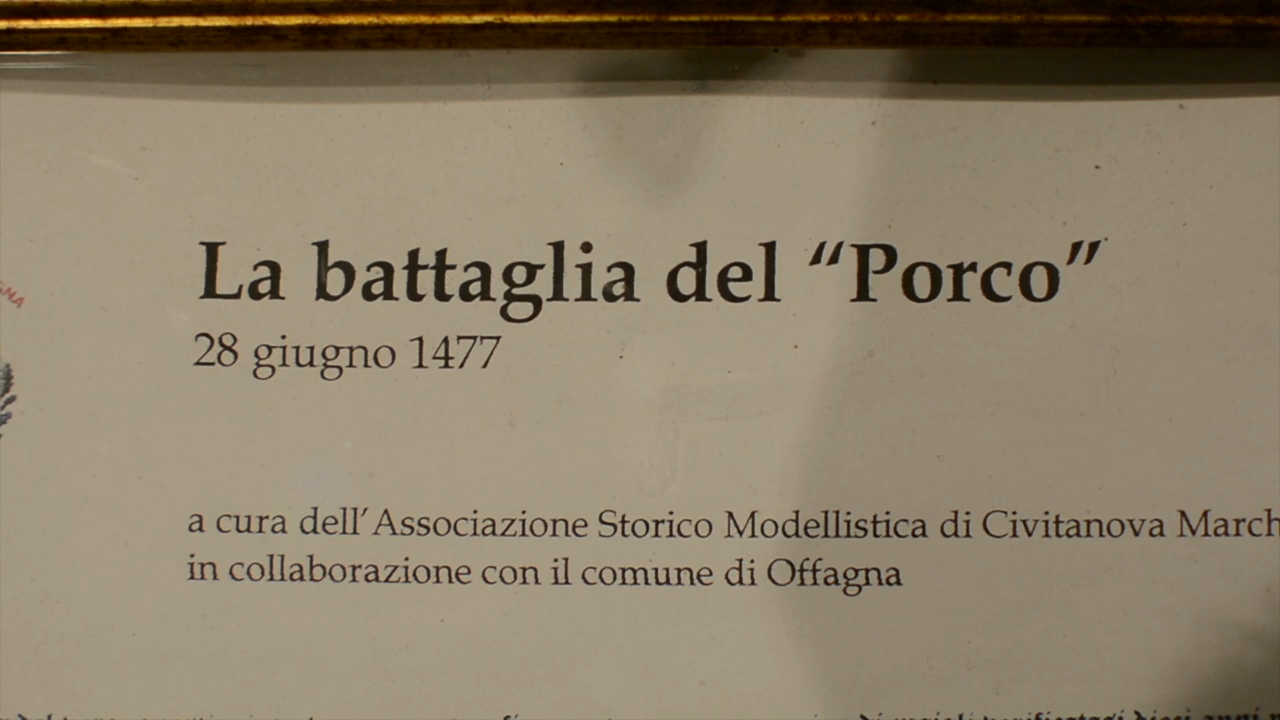 La battaglia del “Porco”
28 giugno 1477
a cura dell'Associazione Storico Modellistica di Civitanova March
in collaborazione con il comune di Offagna